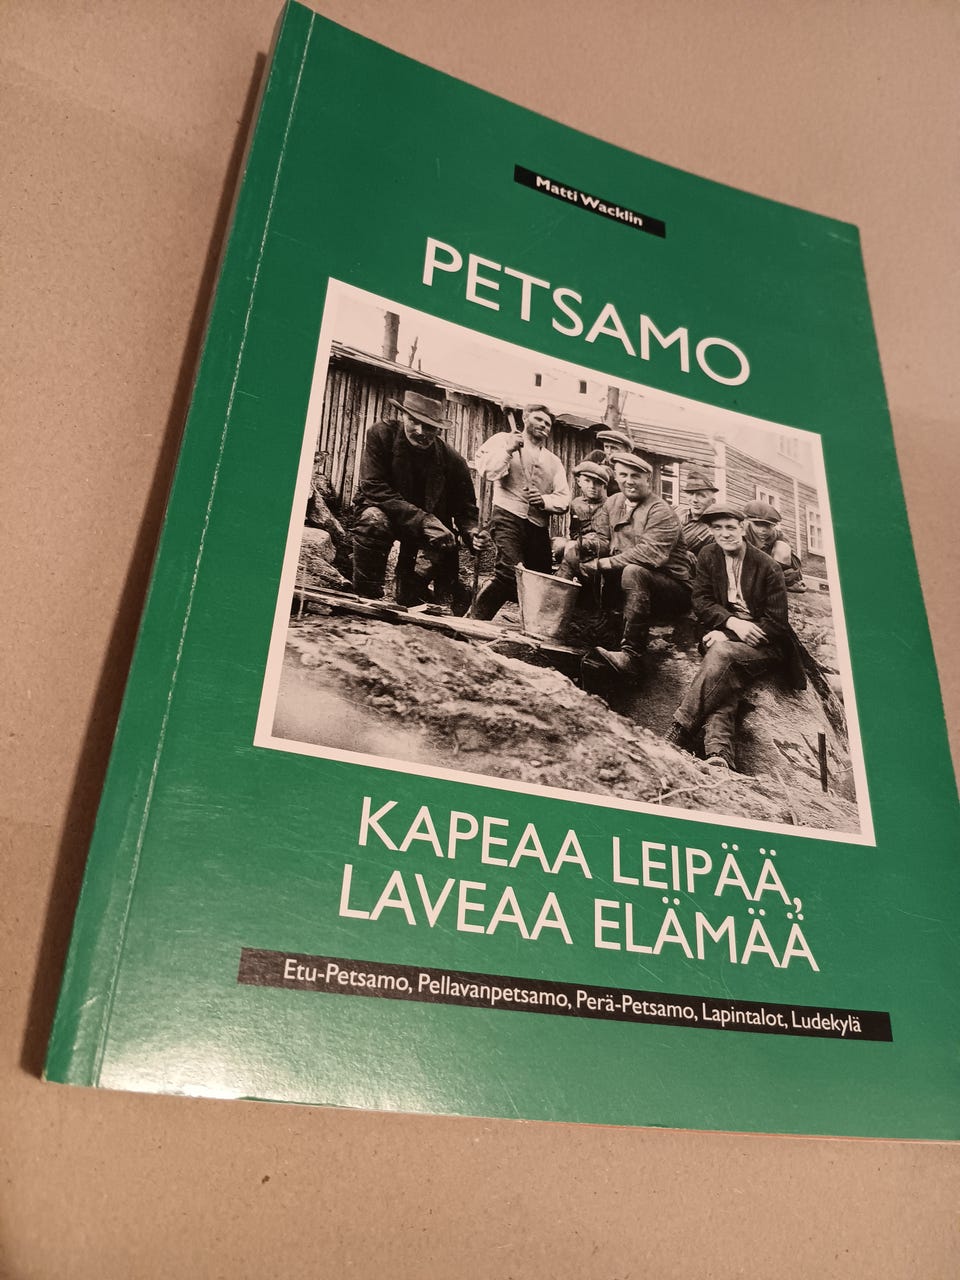 Matti Wacklin
PETSAMO
KAPEAA LEIPÄÄ,
LAVEAA ELÄMÄÄ
Etu-Petsamo, Pellavanpetsamo, Perä-Petsamo, Lapintalot, Ludekylä